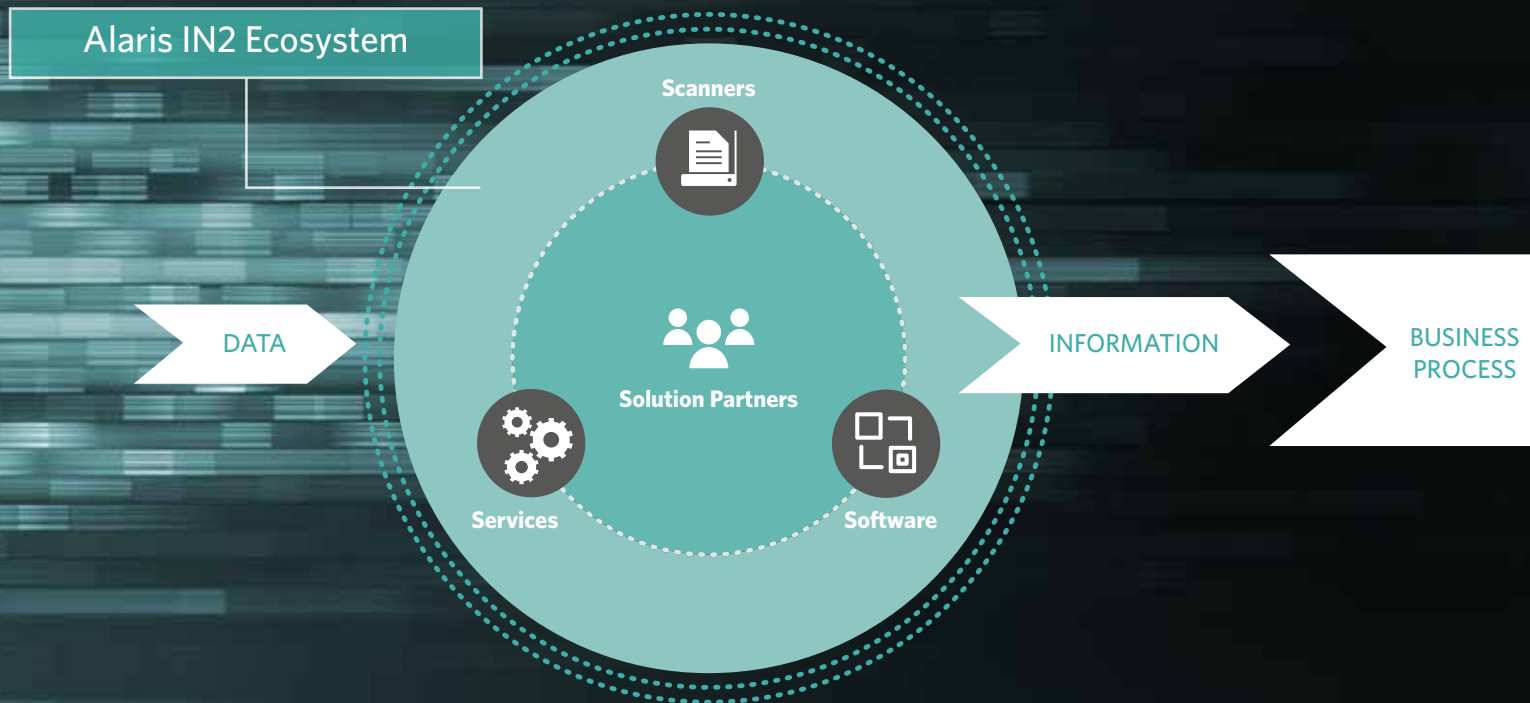 Alaris IN2 Ecosystem
Scanners
DATA
Solution Partners
INFORMATION
BUSINESS
PROCESS
Services
Software